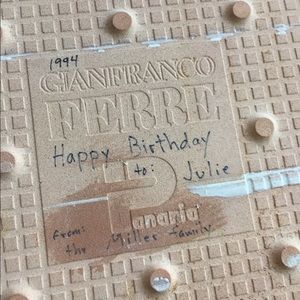 1994
GIANFRANCO
FERRE
Happy Birthday
to: Julie
Panaria
From:
the Miller family